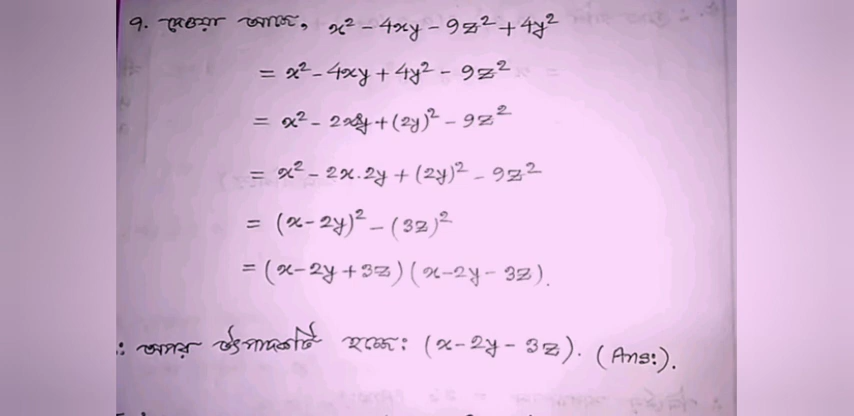 ৭. দেওয়া আছে, x² - 4xy - 9z² + 4y²
= x² - 4xy + 4y² - 9z²
= x² - 2xy + (2y)² - 9z²
= x² - 2x.2y + (2y)² - 9z²
= (x-2y)² - (3z)²
= (x-2y+3z)(x-2y-3z).
∴ অপর উৎপাদকটি হচ্ছে: (x-2y-3z). (Ans:).